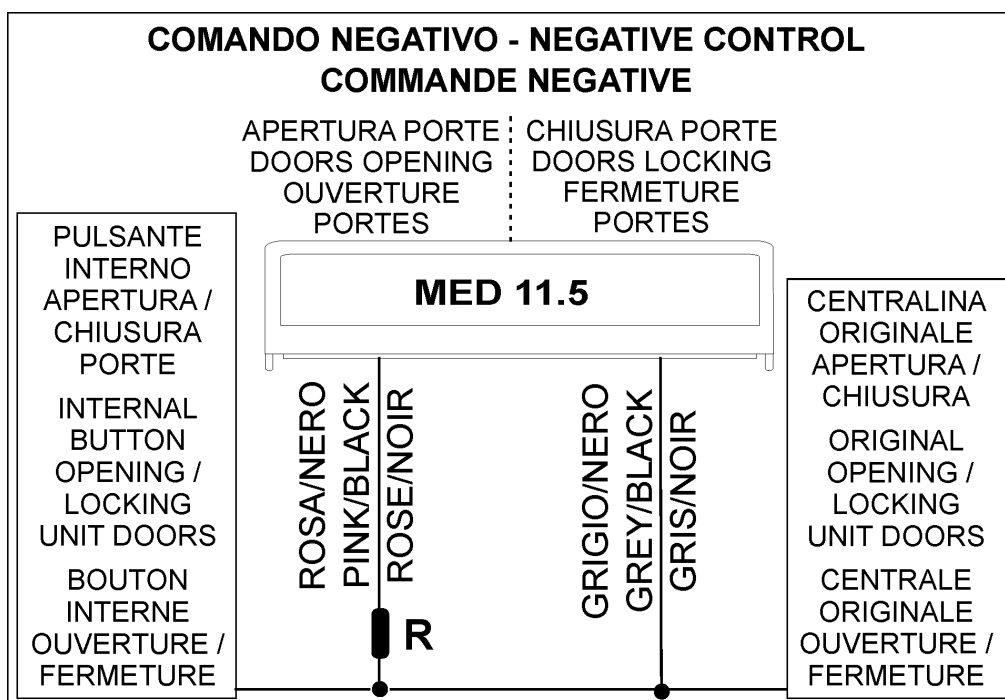 COMANDO NEGATIVO - NEGATIVE CONTROL
COMMANDE NEGATIVE
APERTURA PORTE
DOORS OPENING
OUVERTURE
PORTES
CHIUSURA PORTE
DOORS LOCKING
FERMETURE
PORTES
PULSANTE
INTERNO
APERTURA /
CHIUSURA
PORTE
INTERNAL
BUTTON
OPENING /
LOCKING
UNIT DOORS
BOUTON
INTERNE
OUVERTURE /
FERMETURE
MED 11.5
ROSA/NERO
PINK/BLACK
ROSE/NOIR
R
GRIGIO/NERO
GREY/BLACK
GRIS/NOIR
CENTRALINA
ORIGINALE
APERTURA /
CHIUSURA
ORIGINAL
OPENING /
LOCKING
UNIT DOORS
CENTRALE
ORIGINALE
OUVERTURE /
FERMETURE